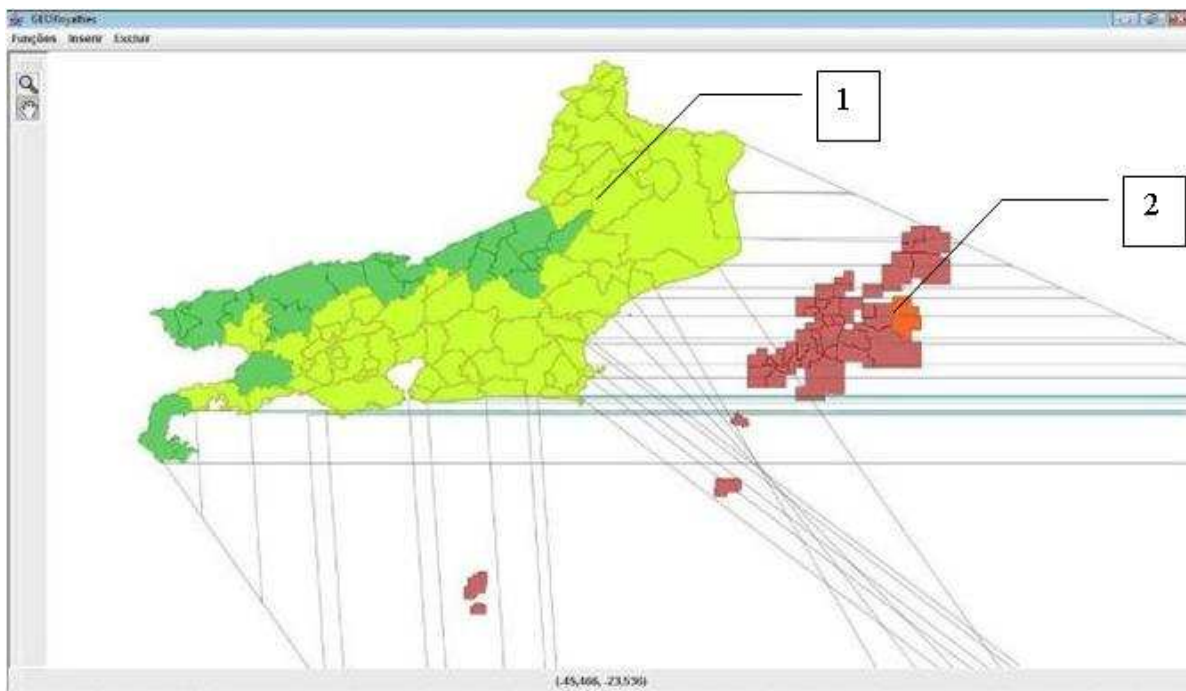 GEORoyalties
Funções Inserir Excluir
1
2
(-45,466, -23,536)